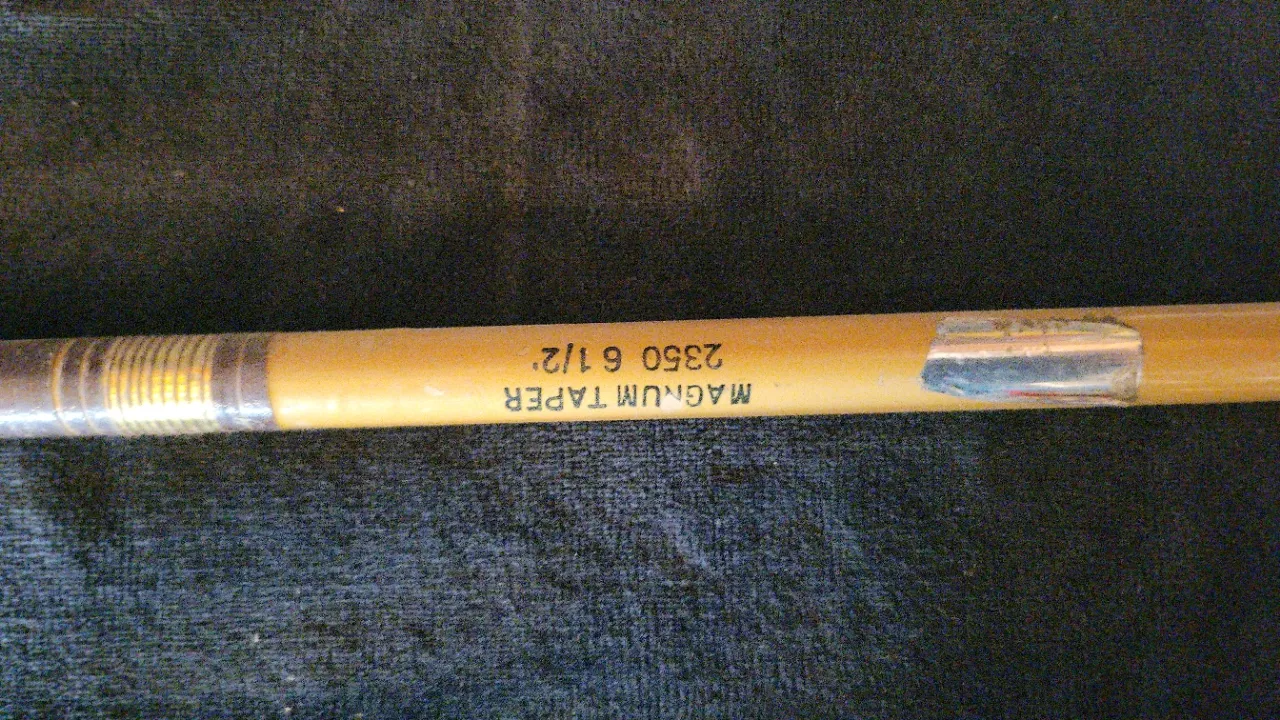 MAGNUM TAPER
2350 6 1/2'